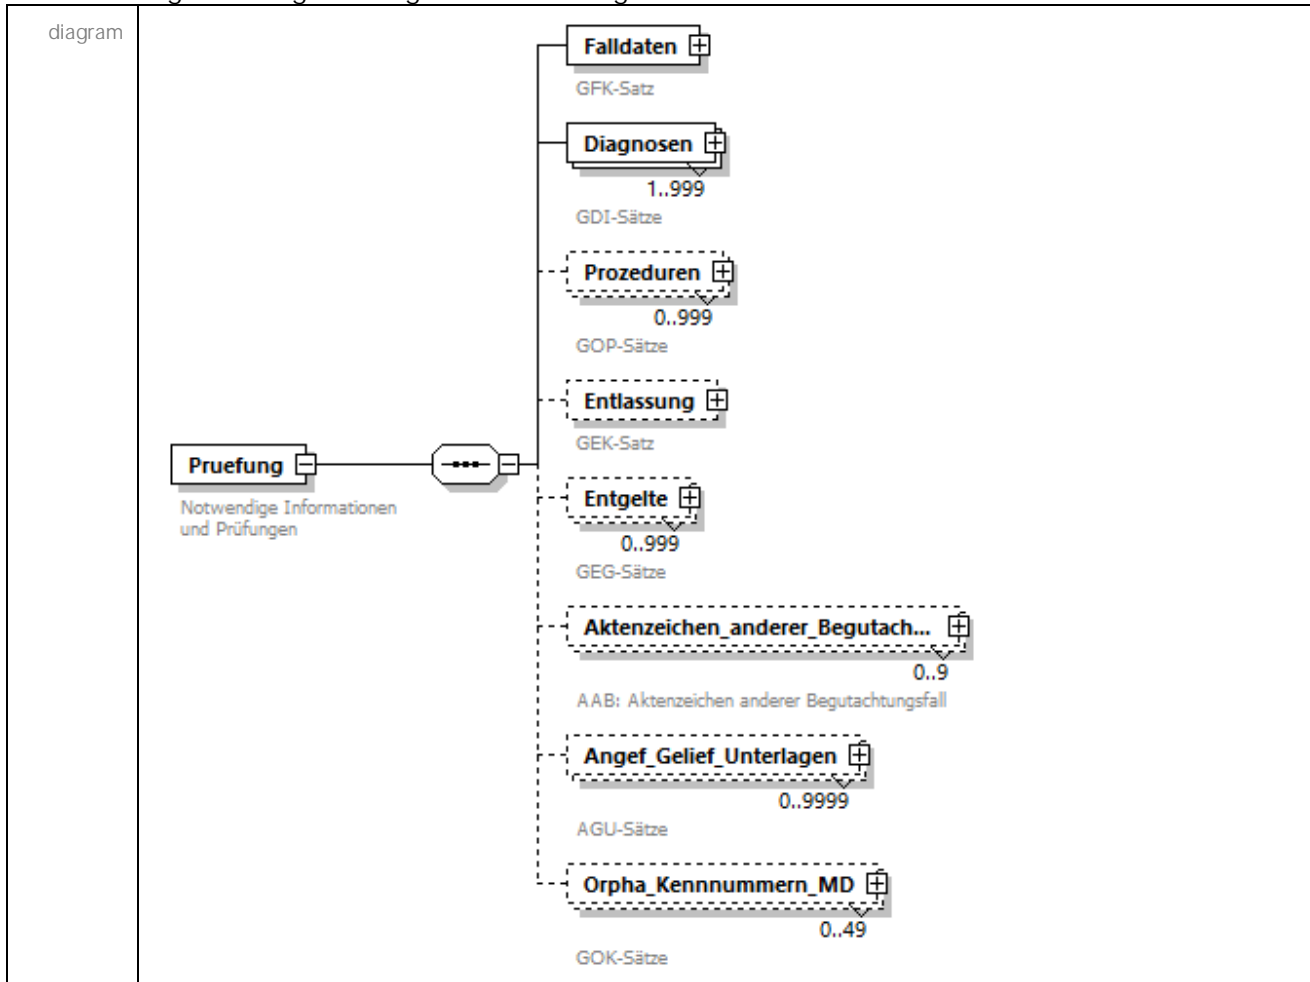 diagram
Falldaten
GFK-Satz
Diagnosen
1..999
GDI-Sätze
Prozeduren
0..999
GOP-Sätze
Entlassung
GEK-Satz
Pruefung
Notwendige Informationen
und Prüfungen
Entgelte
0..999
GEG-Sätze
Aktenzeichen_anderer_Begutach...
0..9
AAB: Aktenzeichen anderer Begutachtungsfall
Angef_Gelief_Unterlagen
0..9999
AGU-Sätze
Orpha_Kennnummern_MD
0..49
GOK-Sätze